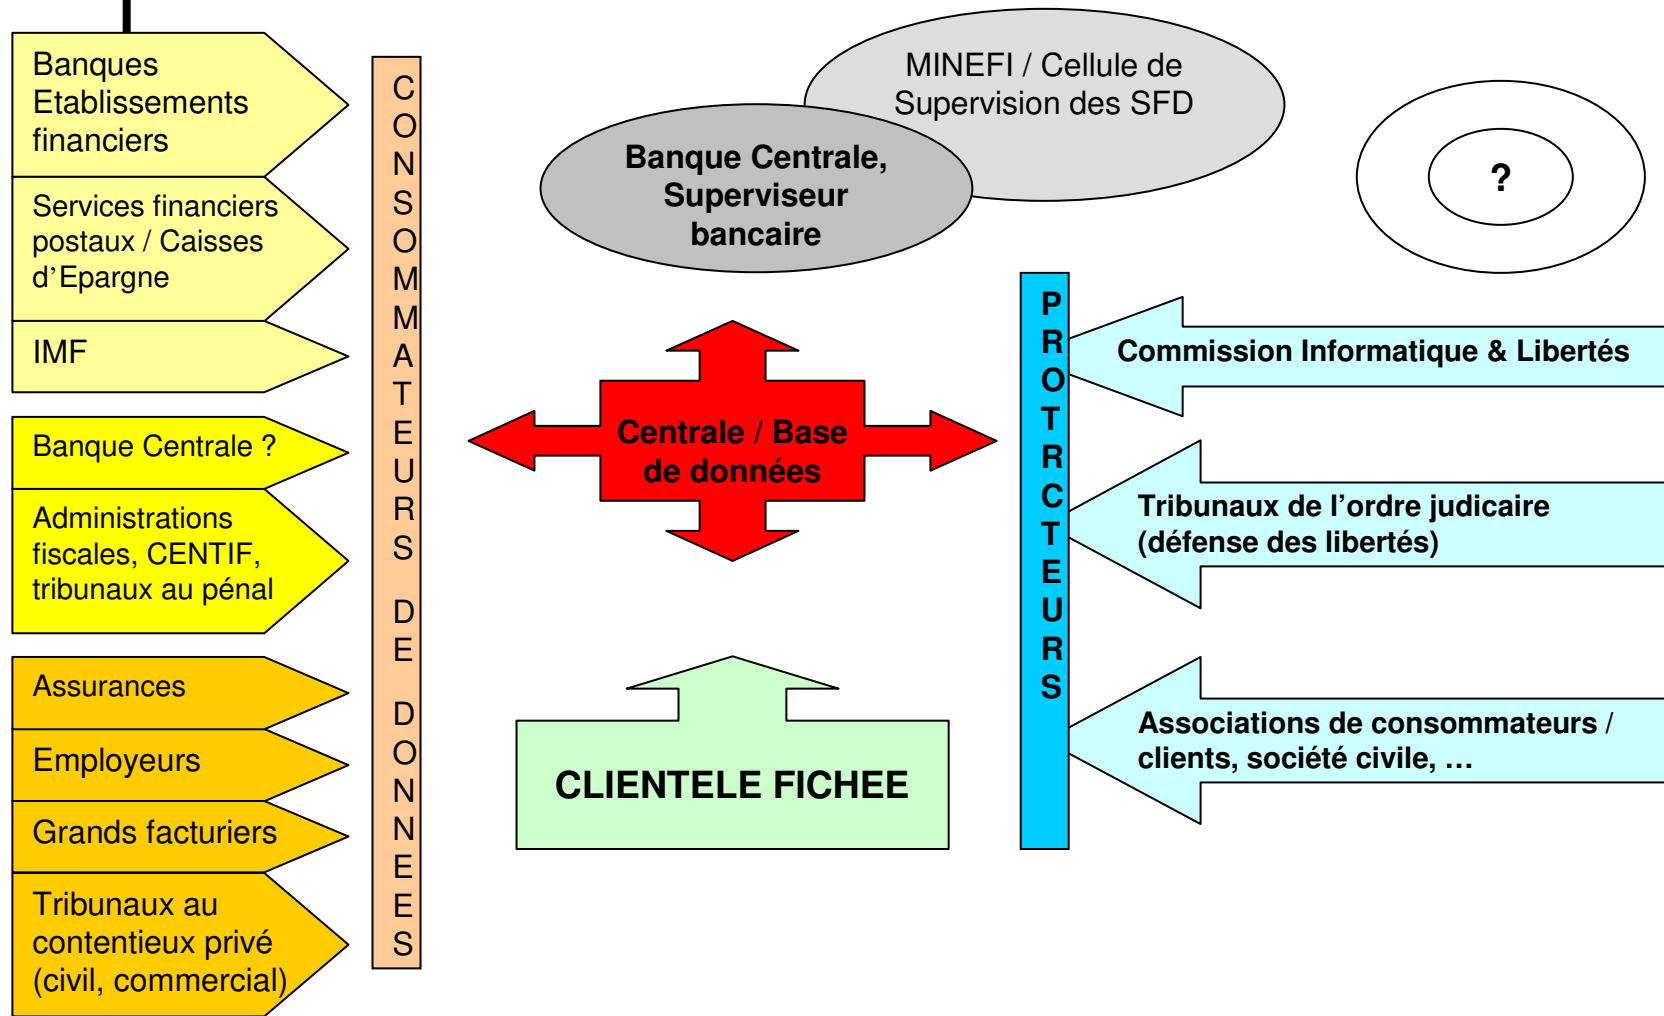 Banques
Etablissements
financiers
Services financiers
postaux / Caisses
d'Epargne
IMF
Banque Centrale ?
Administrations
fiscales, CENTIF,
tribunaux au pénal
Assurances
Employeurs
Grands facturiers
Tribunaux au
contentieux privé
(civil, commercial)
CONSOMMATEURS DE DONNEES
MINEFI / Cellule de
Supervision des SFD
Banque Centrale,
Superviseur
bancaire
?
Centrale / Base
de données
CLIENTELE FICHEE
PROTRCTEURS
Commission Informatique & Libertés
Tribunaux de l'ordre judicaire
(défense des libertés)
Associations de consommateurs /
clients, société civile, …